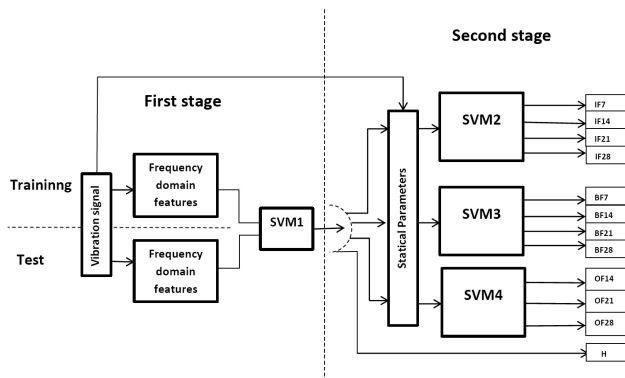 Second stage
First stage
Traininng
Test
Vibration signal
Frequency
domain
features
Frequency
domain
features
SVM1
Statical Parameters
SVM2
SVM3
SVM4
IF7
IF14
IF21
IF28
BF7
BF14
BF21
BF28
OF14
OF21
OF28
H